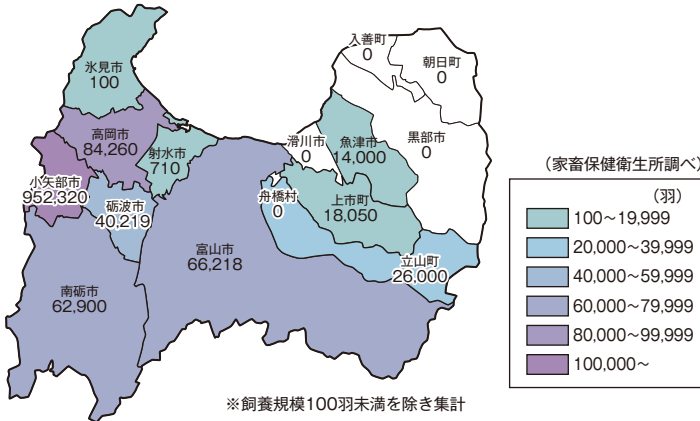 入善町
0
朝日町
0
氷見市
100
黒部市
0
高岡市
84,260
射水市
710
滑川市
0
魚津市
14,000
小矢部市
952,320
砺波市
40,219
舟橋村
0
上市町
18,050
富山市
66,218
立山町
26,000
南砺市
62,900
(家畜保健衛生所調べ)
(羽)
100～19,999
20,000～39,999
40,000～59,999
60,000～79,999
80,000～99,999
100,000～
※飼養規模100羽未満を除き集計